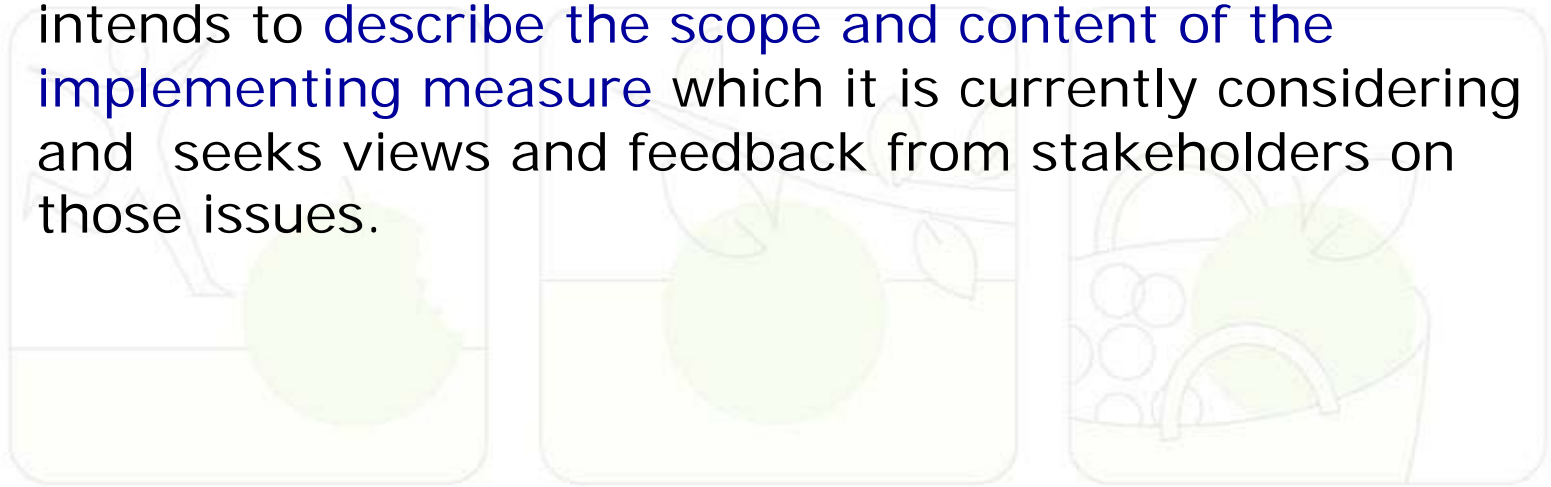 intends to describe the scope and content of the
implementing measure which it is currently considering
and  seeks views and feedback from stakeholders on
those issues.